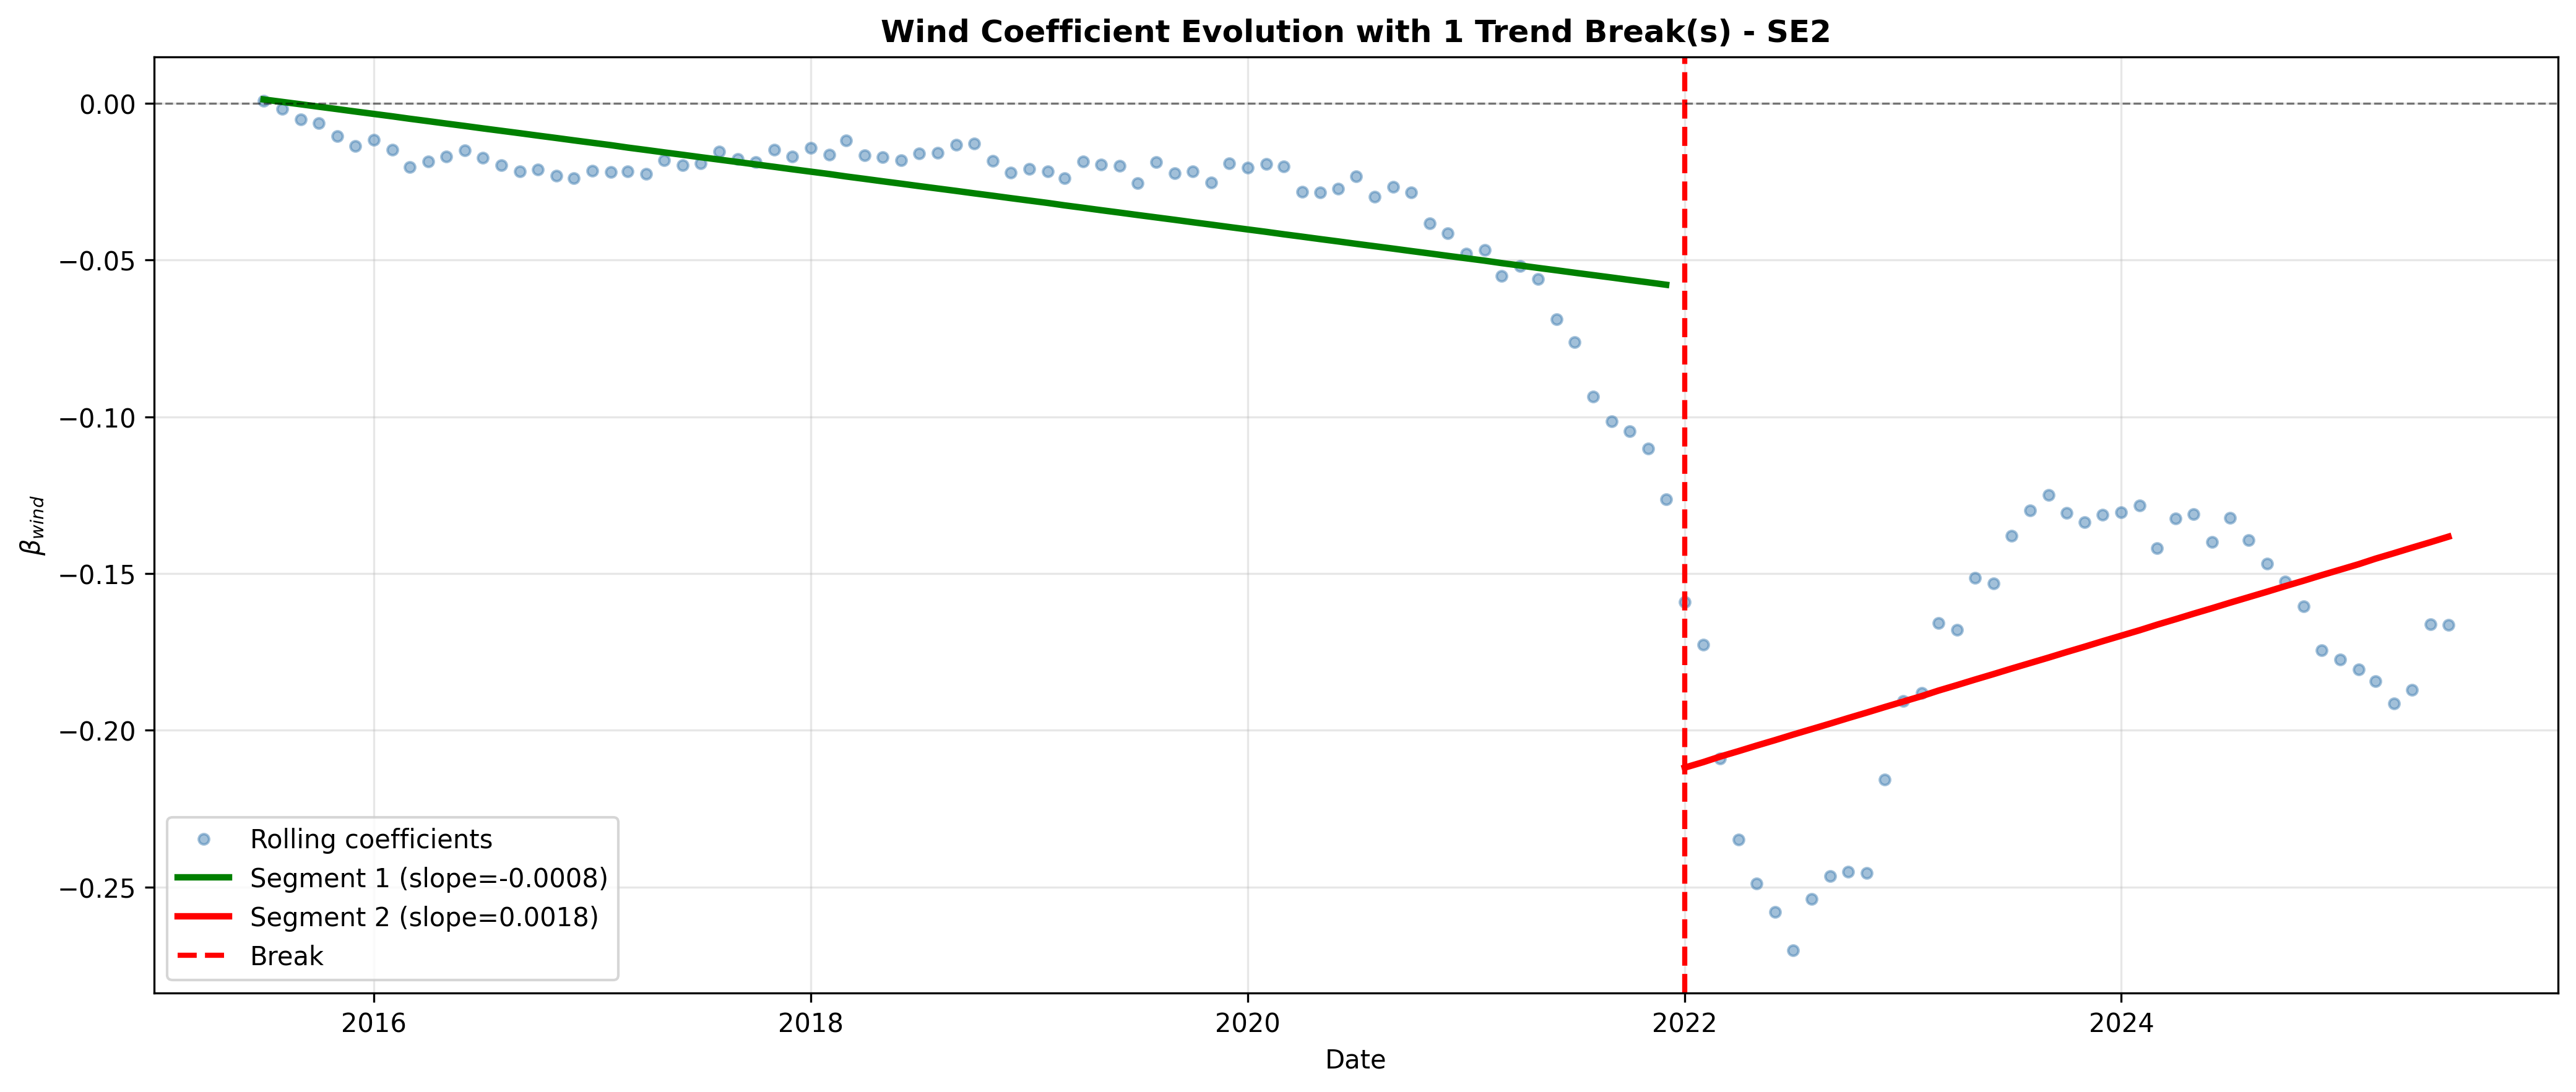 Wind Coefficient Evolution with 1 Trend Break(s) - SE2
0.00
−0.05
−0.10
−0.15
−0.20
−0.25
β_wind
Rolling coefficients
Segment 1 (slope=-0.0008)
Segment 2 (slope=0.0018)
Break
2016
2018
2020
2022
2024
Date